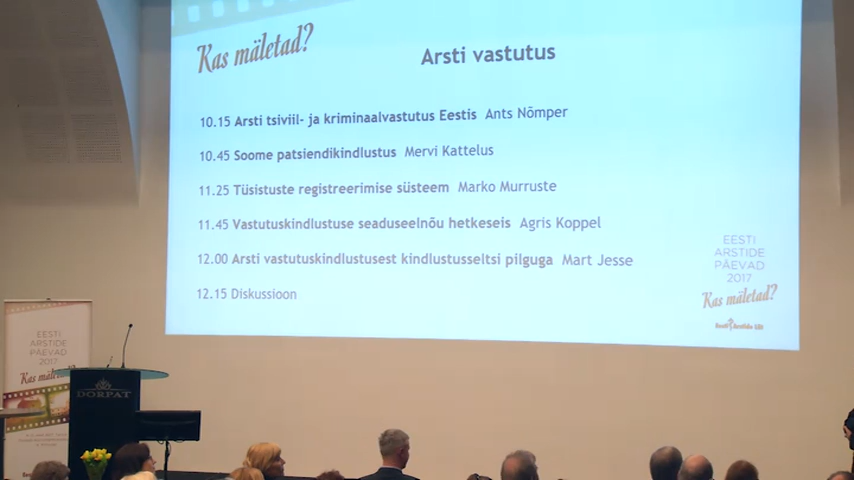 Kas mäletad?
Arsti vastutus
10.15 Arsti tsiviil- ja kriminaalvastutus Eestis Ants Nõmper
10.45 Soome patsiendikindlustus Mervi Kattelus
11.25 Tüsistuste registreerimise süsteem Marko Murruste
11.45 Vastutuskindlustuse seaduseelnõu hetkeseis Agris Koppel
12.00 Arsti vastutuskindlustusest kindlustusseltsi pilguga Mart Jesse
12.15 Diskussioon
EESTI
ARSTIDE
PÄEVAD
2017
Kas mäletad?
Eesti Arstide Liit
EESTI
ARSTIDE
PÄEVAD
2017
Kas
DORPAT